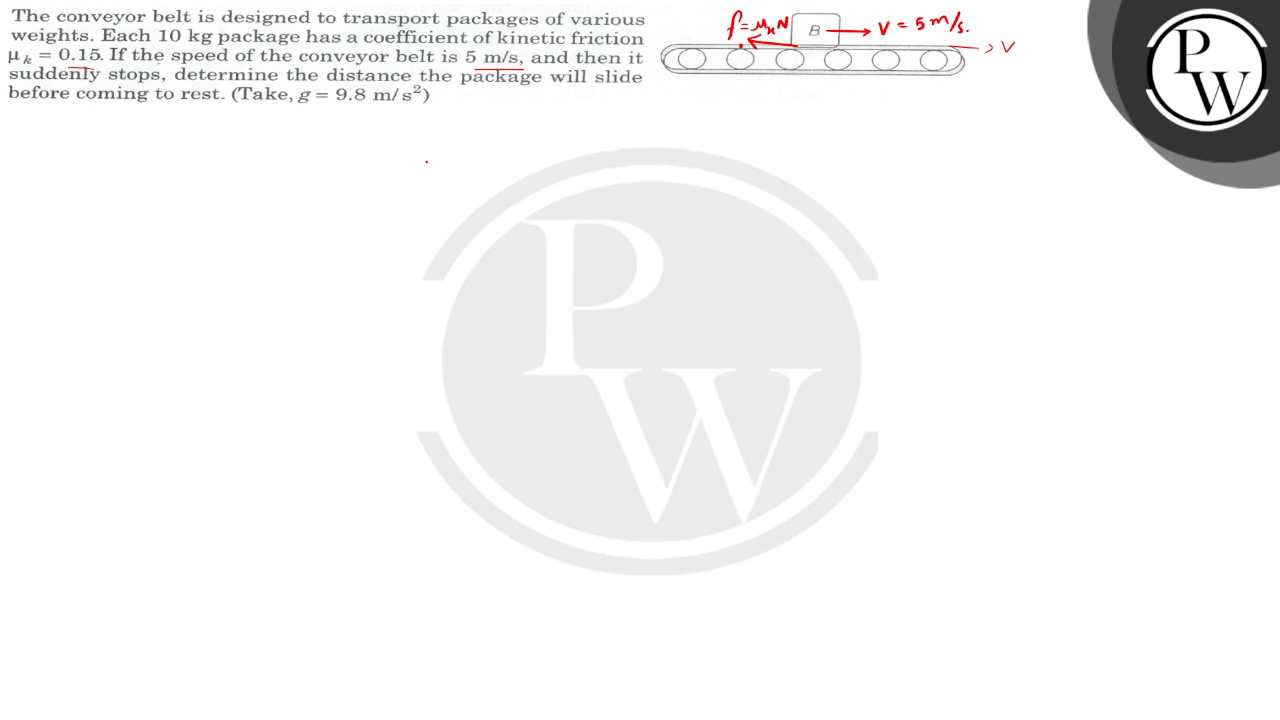 The conveyor belt is designed to transport packages of various
weights. Each 10 kg package has a coefficient of kinetic friction
μₖ = 0.15. If the speed of the conveyor belt is 5 m/s, and then it
suddenly stops, determine the distance the package will slide
before coming to rest. (Take, g = 9.8 m/s²)
f=μₖN
B
V = 5 m/s.
V
P
W
P
W